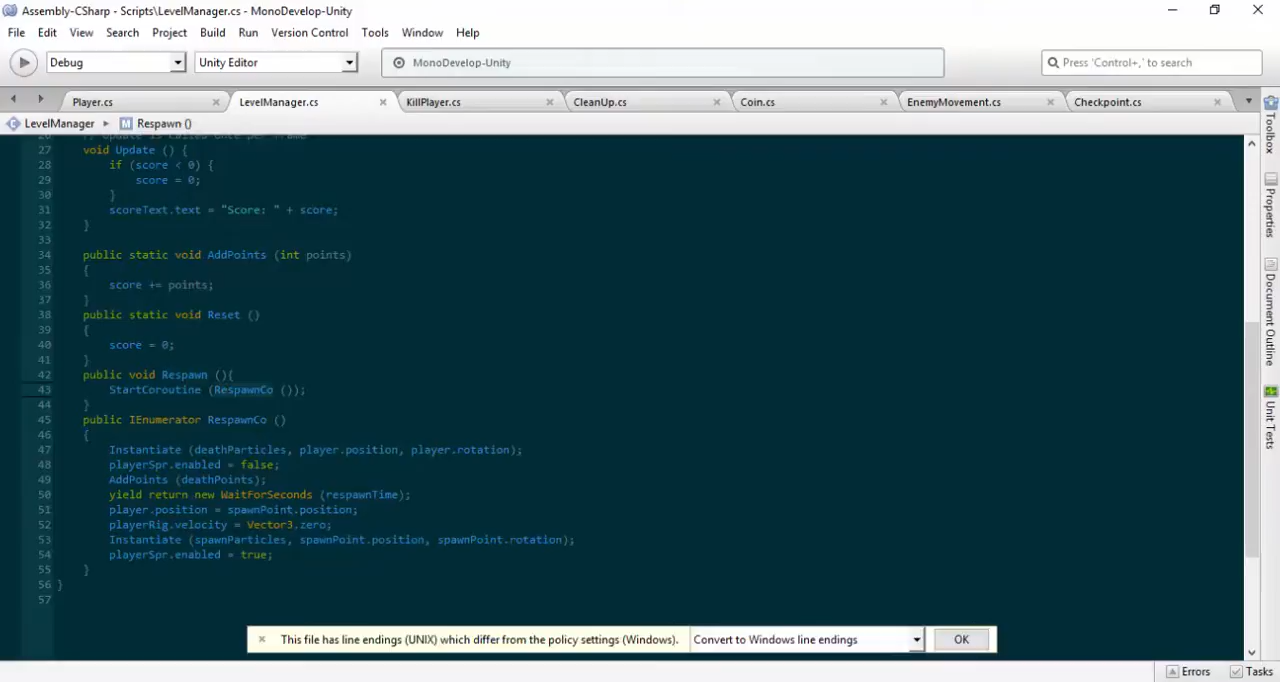 Assembly-CSharp - Scripts\LevelManager.cs - MonoDevelop-Unity
File Edit View Search Project Build Run Version Control Tools Window Help
Debug Unity Editor MonoDevelop-Unity Press 'Control+,' to search
Player.cs LevelManager.cs KillPlayer.cs CleanUp.cs Coin.cs EnemyMovement.cs Checkpoint.cs
LevelManager Respawn ()
26 // Update is called once per frame
27 void Update () {
28 if (score < 0) {
29 score = 0;
30 }
31 scoreText.text = "Score: " + score;
32 }
33
34 public static void AddPoints (int points)
35 {
36 score += points;
37 }
38 public static void Reset ()
39 {
40 score = 0;
41 }
42 public void Respawn (){
43 StartCoroutine (RespawnCo ());
44 }
45 public IEnumerator RespawnCo ()
46 {
47 Instantiate (deathParticles, player.position, player.rotation);
48 playerSpr.enabled = false;
49 AddPoints (deathPoints);
50 yield return new WaitForSeconds (respawnTime);
51 player.position = spawnPoint.position;
52 playerRig.velocity = Vector3.zero;
53 Instantiate (spawnParticles, spawnPoint.position, spawnPoint.rotation);
54 playerSpr.enabled = true;
55 }
56 }
57
This file has line endings (UNIX) which differ from the policy settings (Windows). Convert to Windows line endings OK
Toolbox
Properties
Document Outline
Unit Tests
Errors Tasks